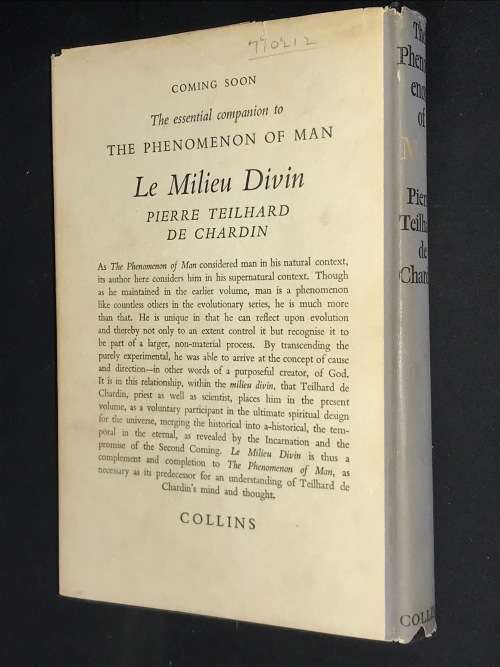 770212
COMING SOON
The essential companion to
THE PHENOMENON OF MAN
Le Milieu Divin
PIERRE TEILHARD
DE CHARDIN
As The Phenomenon of Man considered man in his natural context,
its author here considers him in his supernatural context. Though
as he maintained in the earlier volume, man is a phenomenon
like countless others in the evolutionary series, he is much more
than that. He is unique in that he can reflect upon evolution
and thereby not only to an extent control it but recognise it to
be part of a larger, non-material process. By transcending the
purely experimental, he was able to arrive at the concept of cause
and direction—in other words of a purposeful creator, of God.
It is in this relationship, within the milieu divin, that Teilhard de
Chardin, priest as well as scientist, places him in the present
volume, as a voluntary participant in the ultimate spiritual design
for the universe, merging the historical into a-historical, the tem-
poral in the eternal, as revealed by the Incarnation and the
promise of the Second Coming. Le Milieu Divin is thus a
complement and completion to The Phenomenon of Man, as
necessary as its predecessor for an understanding of Teilhard de
Chardin's mind and thought.
COLLINS
The
Phen
eno
of
M
Pier
Teilha
de
Chard
COLLIN